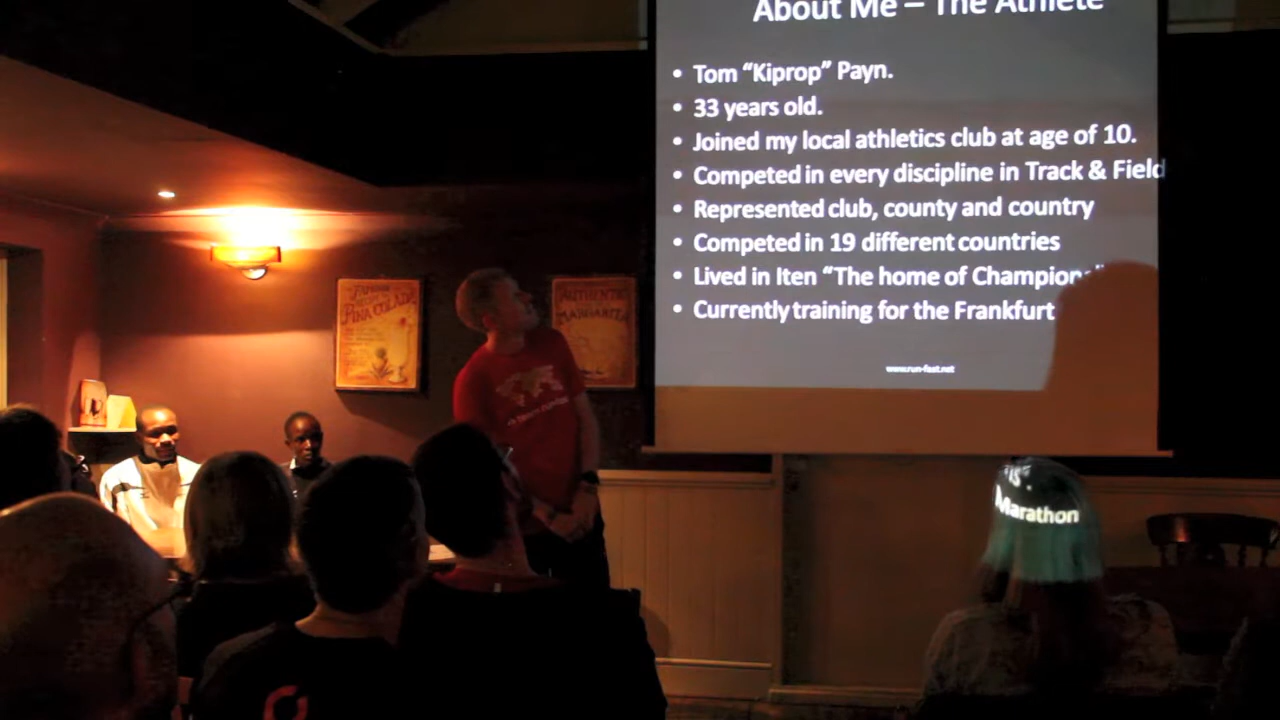 About Me – The Athlete
• Tom “Kiprop” Payn.
• 33 years old.
• Joined my local athletics club at age of 10.
• Competed in every discipline in Track & Field
• Represented club, county and country
• Competed in 19 different countries
• Lived in Iten “The home of Champions”.
• Currently training for the Frankfurt Marathon
www.run-fast.net
PINA COLADA
AUTHENTIC
MARGARITA